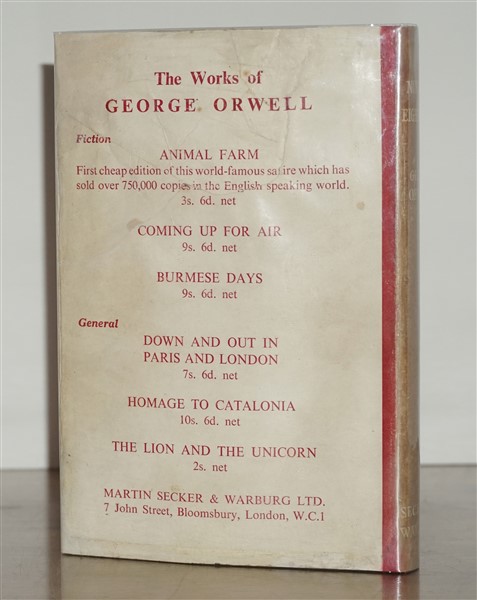 The Works of
GEORGE ORWELL
Fiction
ANIMAL FARM
First cheap edition of this world-famous satire which has
sold over 750,000 copies in the English speaking world.
3s. 6d. net
COMING UP FOR AIR
9s. 6d. net
BURMESE DAYS
9s. 6d. net
General
DOWN AND OUT IN
PARIS AND LONDON
7s. 6d. net
HOMAGE TO CATALONIA
10s. 6d. net
THE LION AND THE UNICORN
2s. net
MARTIN SECKER & WARBURG LTD.
7 John Street, Bloomsbury, London, W.C.1